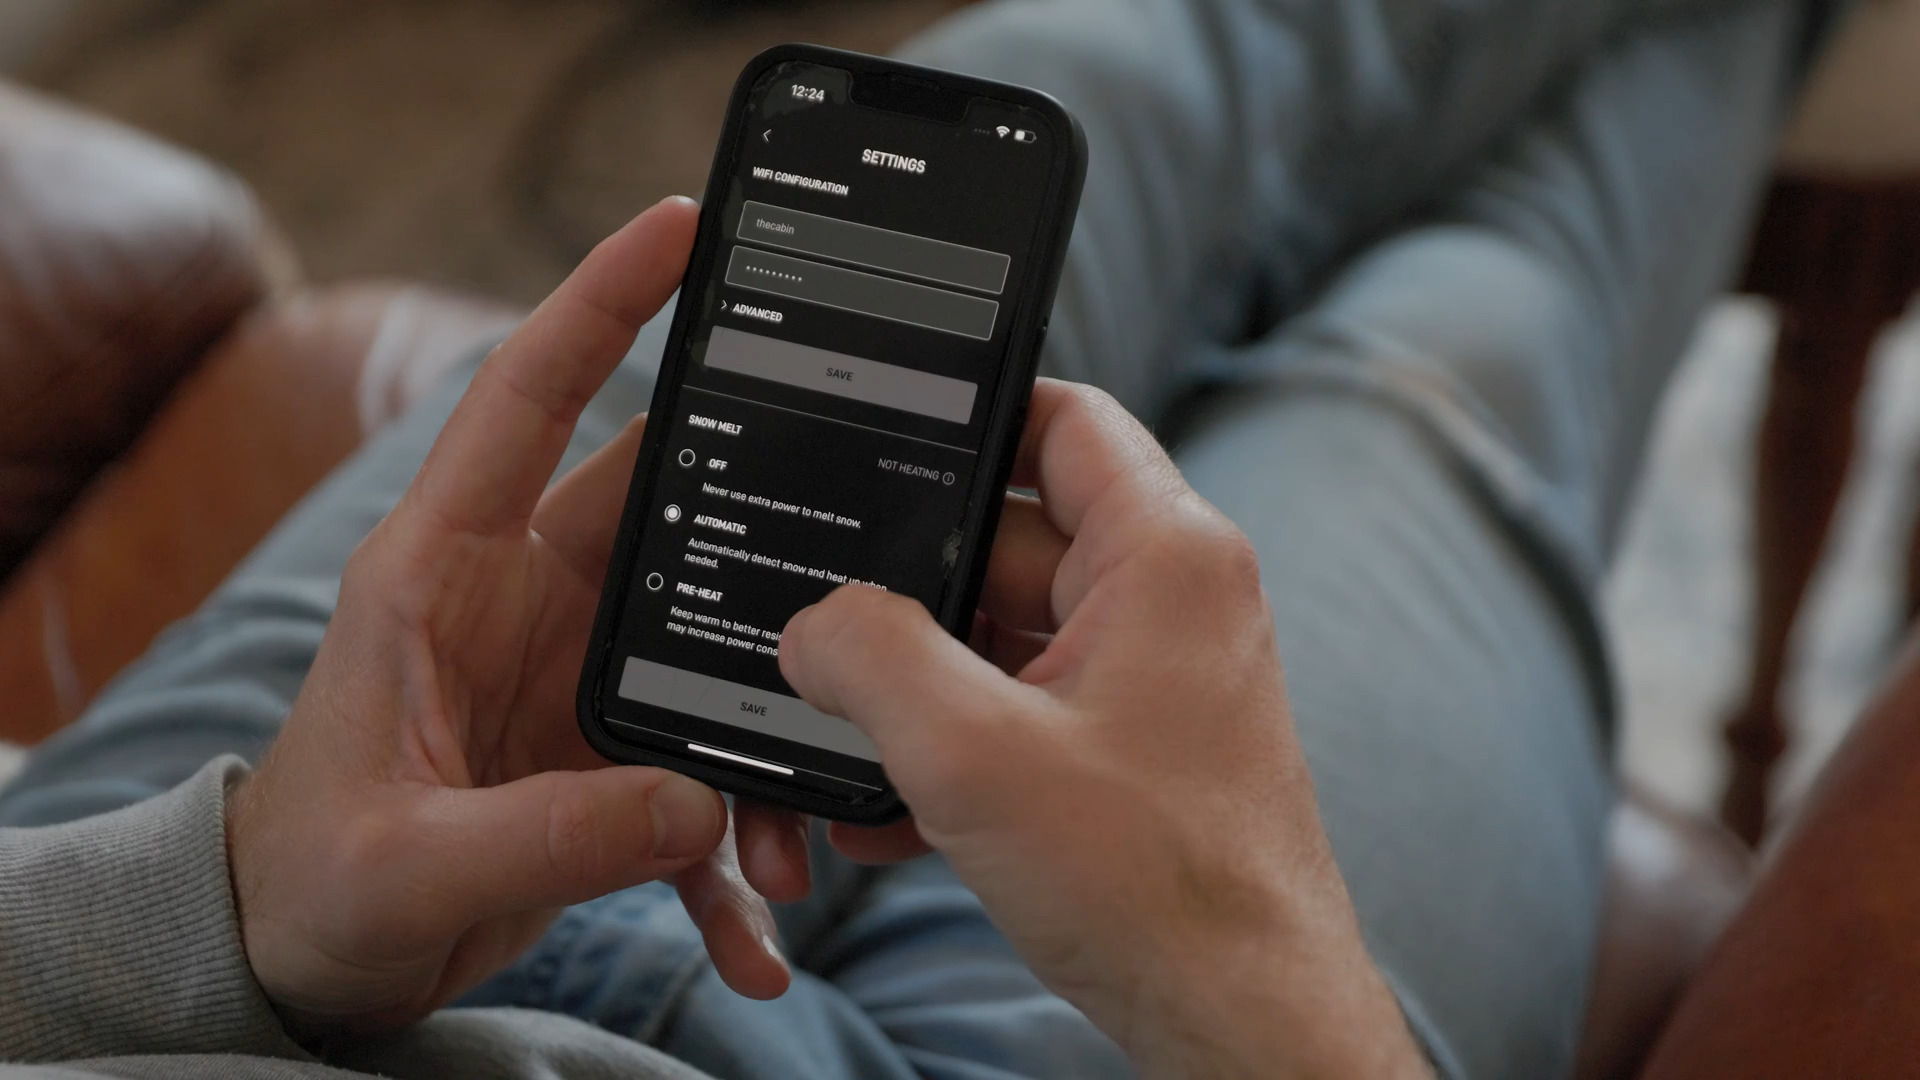 12:24
SETTINGS
WIFI CONFIGURATION
thecabin
•••••••••
ADVANCED
SAVE
SNOW MELT
OFF
NOT HEATING
Never use extra power to melt snow.
AUTOMATIC
Automatically detect snow and heat up when
needed.
PRE-HEAT
Keep warm to better
may increase power
SAVE